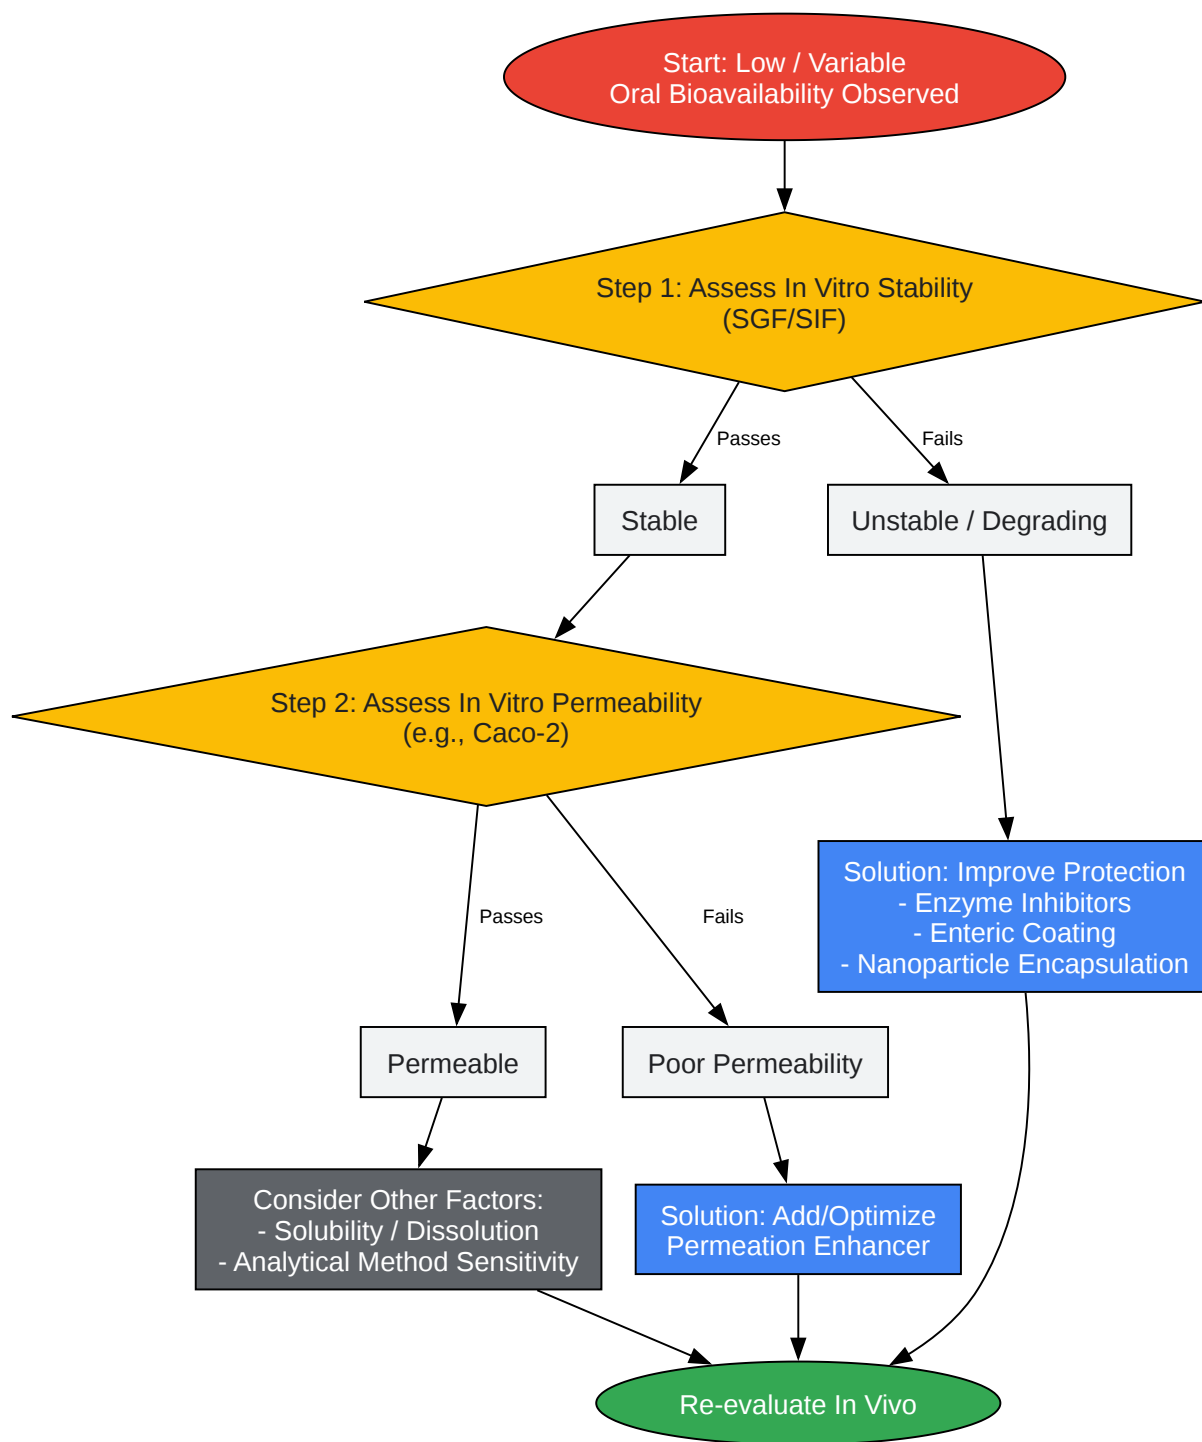 Start: Low / Variable
Oral Bioavailability Observed
Step 1: Assess In Vitro Stability
(SGF/SIF)
Passes
Fails
Stable
Unstable / Degrading
Step 2: Assess In Vitro Permeability
(e.g., Caco-2)
Solution: Improve Protection
- Enzyme Inhibitors
- Enteric Coating
- Nanoparticle Encapsulation
Passes
Fails
Permeable
Poor Permeability
Consider Other Factors:
- Solubility / Dissolution
- Analytical Method Sensitivity
Solution: Add/Optimize
Permeation Enhancer
Re-evaluate In Vivo